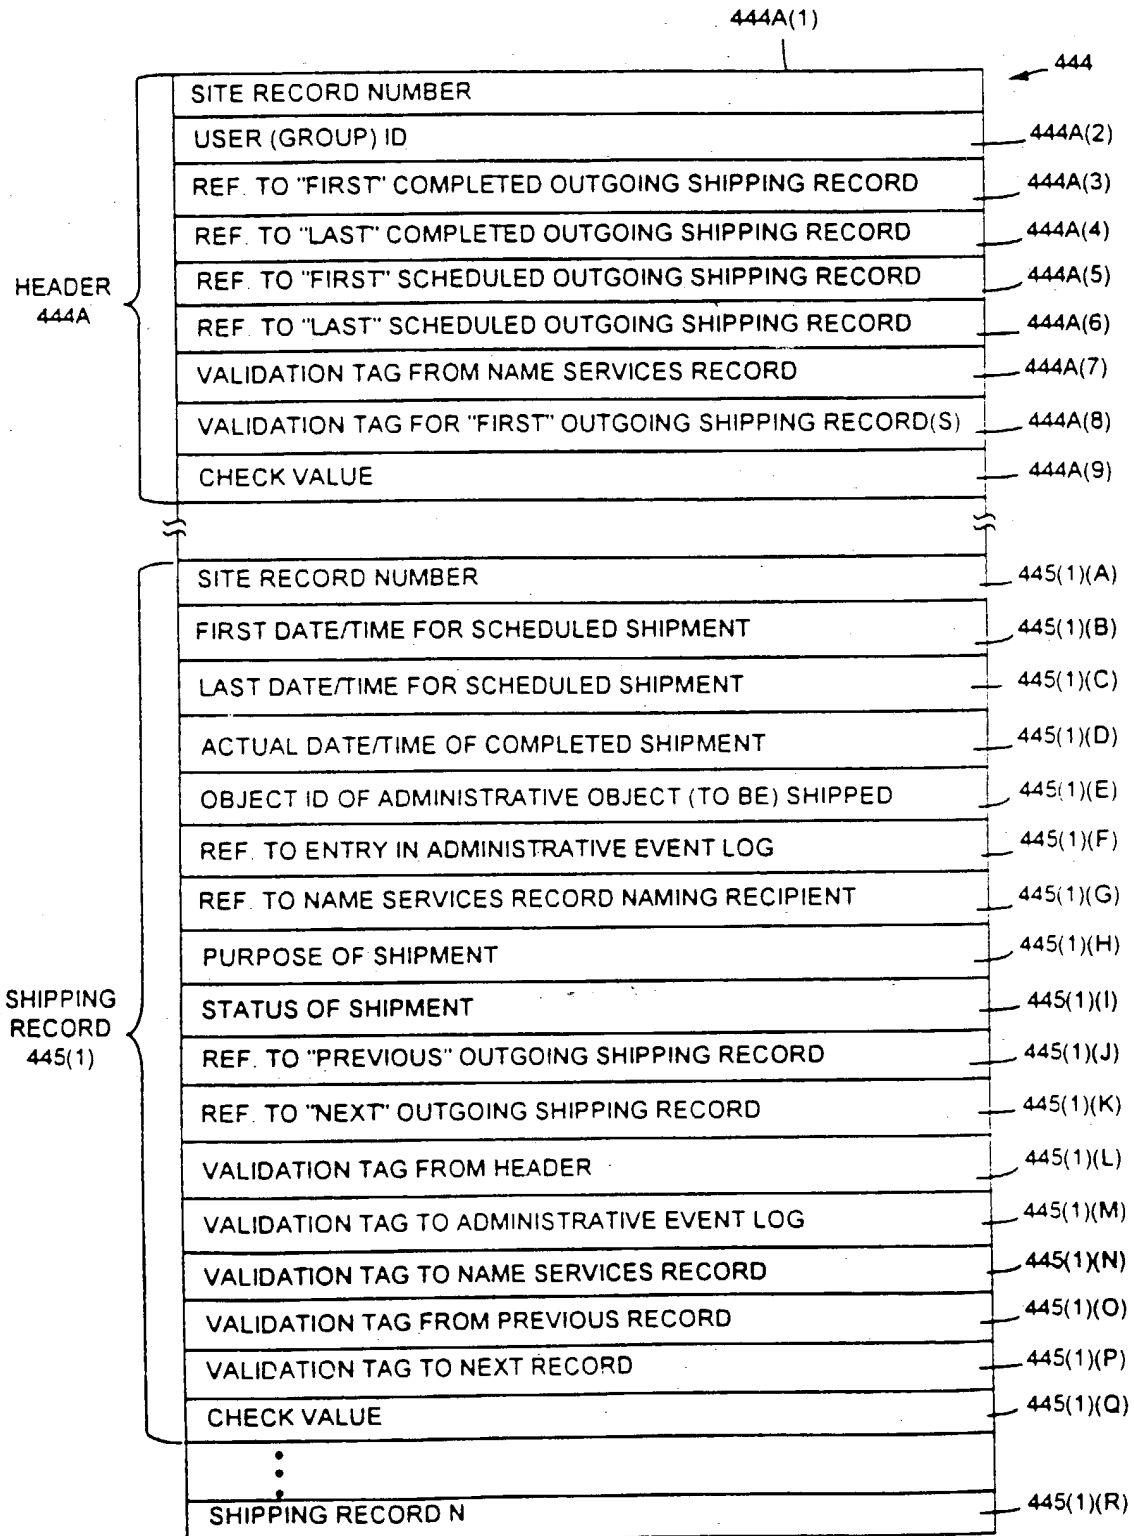 444A(1)
444
SITE RECORD NUMBER
USER (GROUP) ID
444A(2)
REF. TO "FIRST" COMPLETED OUTGOING SHIPPING RECORD
444A(3)
REF. TO "LAST" COMPLETED OUTGOING SHIPPING RECORD
444A(4)
REF. TO "FIRST" SCHEDULED OUTGOING SHIPPING RECORD
444A(5)
HEADER
444A
REF. TO "LAST" SCHEDULED OUTGOING SHIPPING RECORD
444A(6)
VALIDATION TAG FROM NAME SERVICES RECORD
444A(7)
VALIDATION TAG FOR "FIRST" OUTGOING SHIPPING RECORD(S)
444A(8)
CHECK VALUE
444A(9)
SITE RECORD NUMBER
445(1)(A)
FIRST DATE/TIME FOR SCHEDULED SHIPMENT
445(1)(B)
LAST DATE/TIME FOR SCHEDULED SHIPMENT
445(1)(C)
ACTUAL DATE/TIME OF COMPLETED SHIPMENT
445(1)(D)
OBJECT ID OF ADMINISTRATIVE OBJECT (TO BE) SHIPPED
445(1)(E)
REF. TO ENTRY IN ADMINISTRATIVE EVENT LOG
445(1)(F)
REF. TO NAME SERVICES RECORD NAMING RECIPIENT
445(1)(G)
PURPOSE OF SHIPMENT
445(1)(H)
SHIPPING
RECORD
445(1)
STATUS OF SHIPMENT
445(1)(I)
REF. TO "PREVIOUS" OUTGOING SHIPPING RECORD
445(1)(J)
REF. TO "NEXT" OUTGOING SHIPPING RECORD
445(1)(K)
VALIDATION TAG FROM HEADER
445(1)(L)
VALIDATION TAG TO ADMINISTRATIVE EVENT LOG
445(1)(M)
VALIDATION TAG TO NAME SERVICES RECORD
445(1)(N)
VALIDATION TAG FROM PREVIOUS RECORD
445(1)(O)
VALIDATION TAG TO NEXT RECORD
445(1)(P)
CHECK VALUE
445(1)(Q)
SHIPPING RECORD N
445(1)(R)